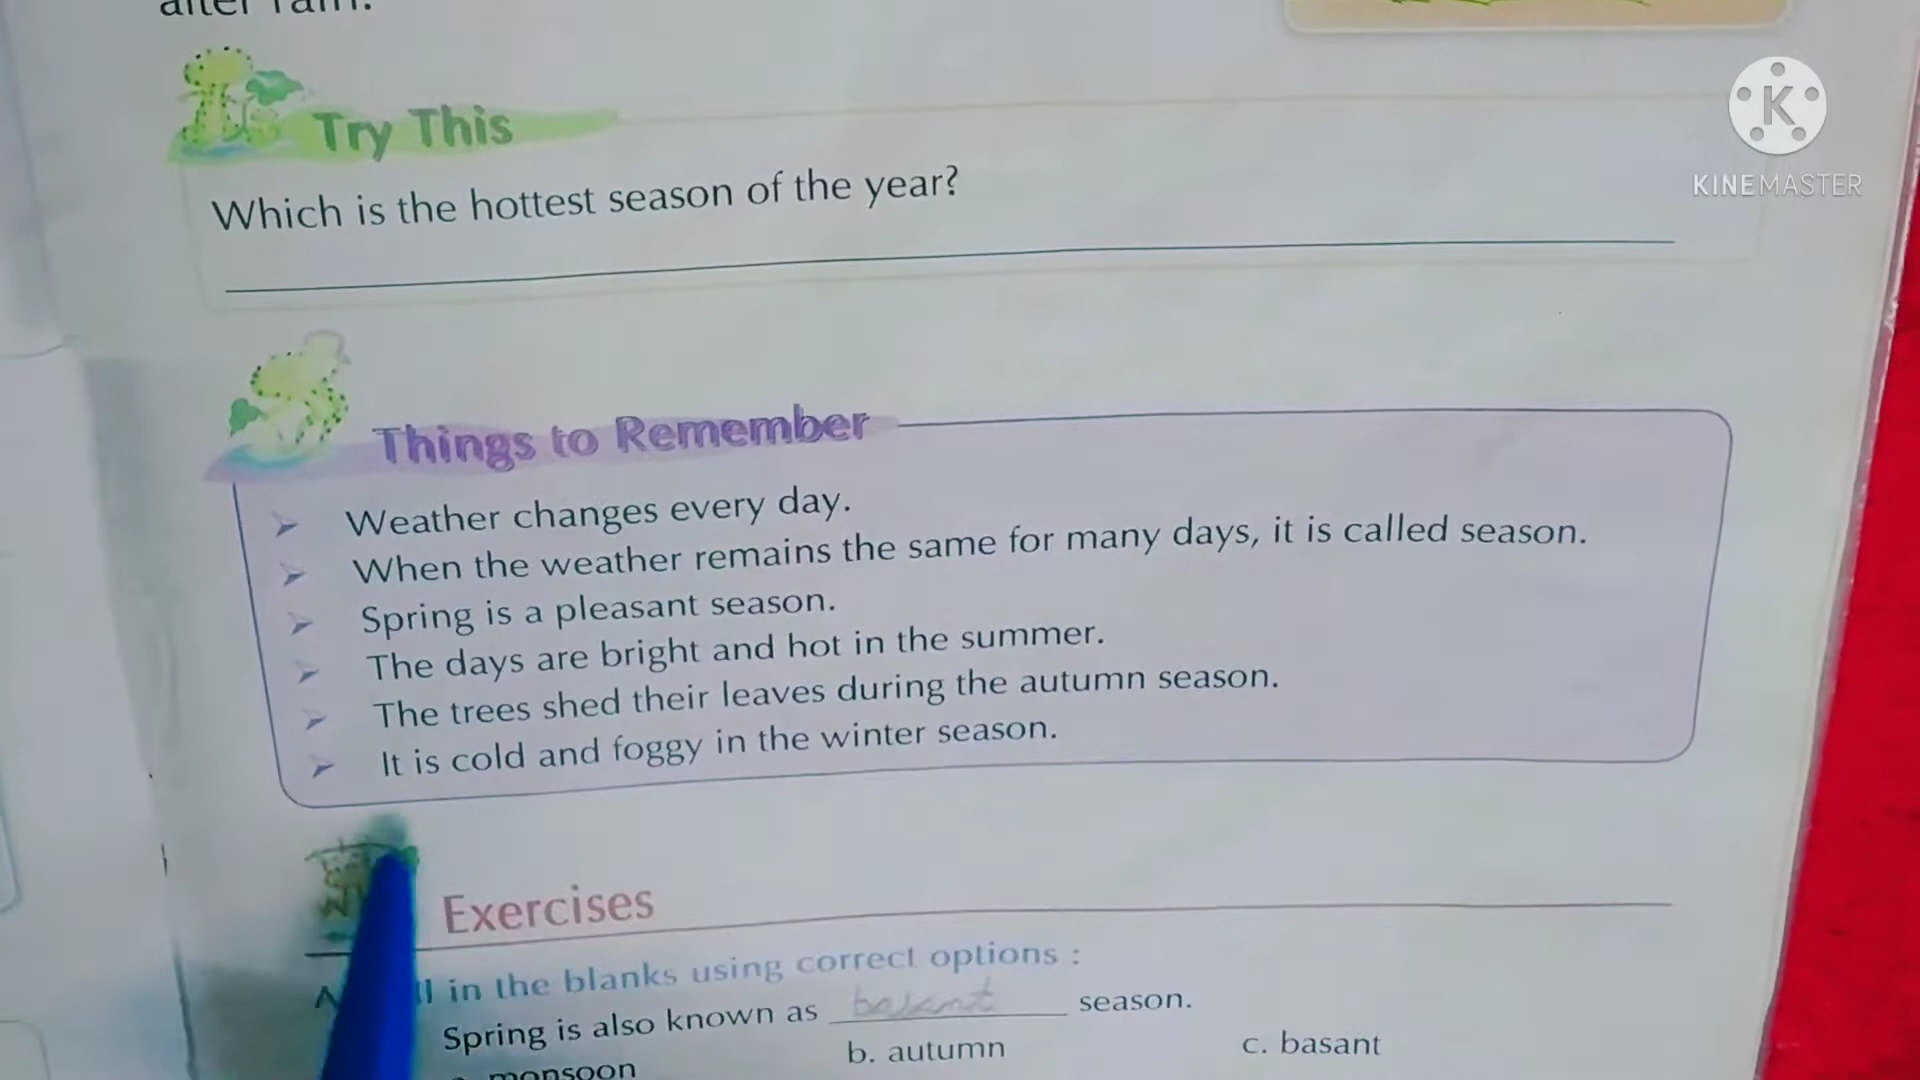 after rain.
Try This
KINEMASTER
Which is the hottest season of the year?
Things to Remember
Weather changes every day.
When the weather remains the same for many days, it is called season.
Spring is a pleasant season.
The days are bright and hot in the summer.
The trees shed their leaves during the autumn season.
It is cold and foggy in the winter season.
Exercises
A in the blanks using correct options :
Spring is also known as basant season.
monsoon b. autumn c. basant